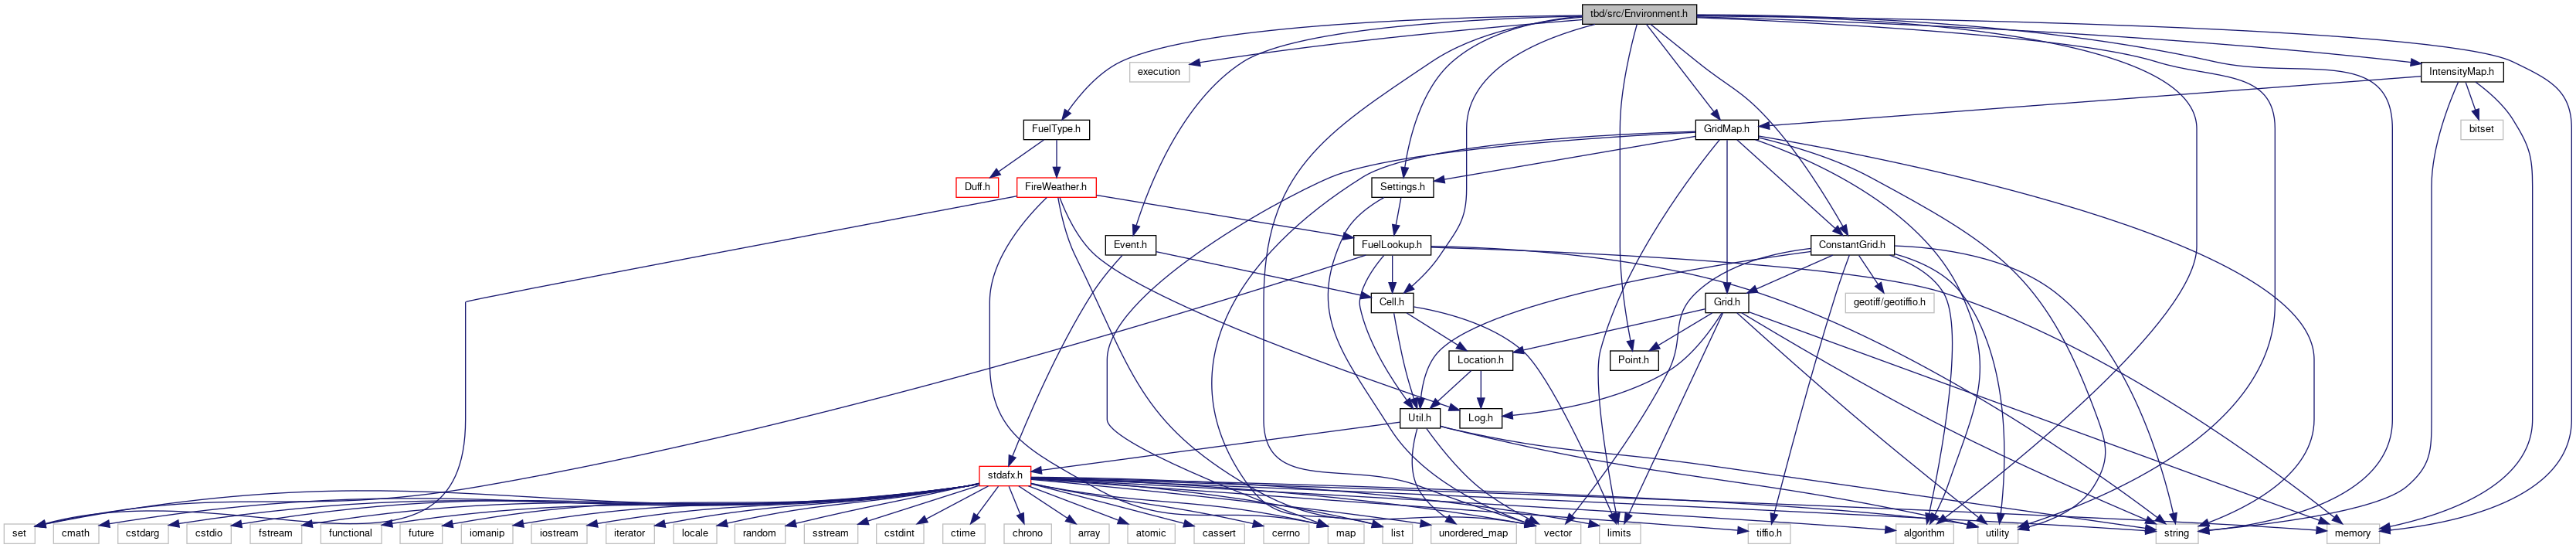 tbd/src/Environment.h
execution
IntensityMap.h
FuelType.h
GridMap.h
bitset
Duff.h
FireWeather.h
Settings.h
Event.h
FuelLookup.h
ConstantGrid.h
Cell.h
Grid.h
geotiff/geotiffio.h
Location.h
Point.h
Util.h
Log.h
stdafx.h
set
cmath
cstdarg
cstdio
fstream
functional
future
iomanip
iostream
iterator
locale
random
sstream
cstdint
ctime
chrono
array
atomic
cassert
cerrno
map
list
unordered_map
vector
limits
tiffio.h
algorithm
utility
string
memory